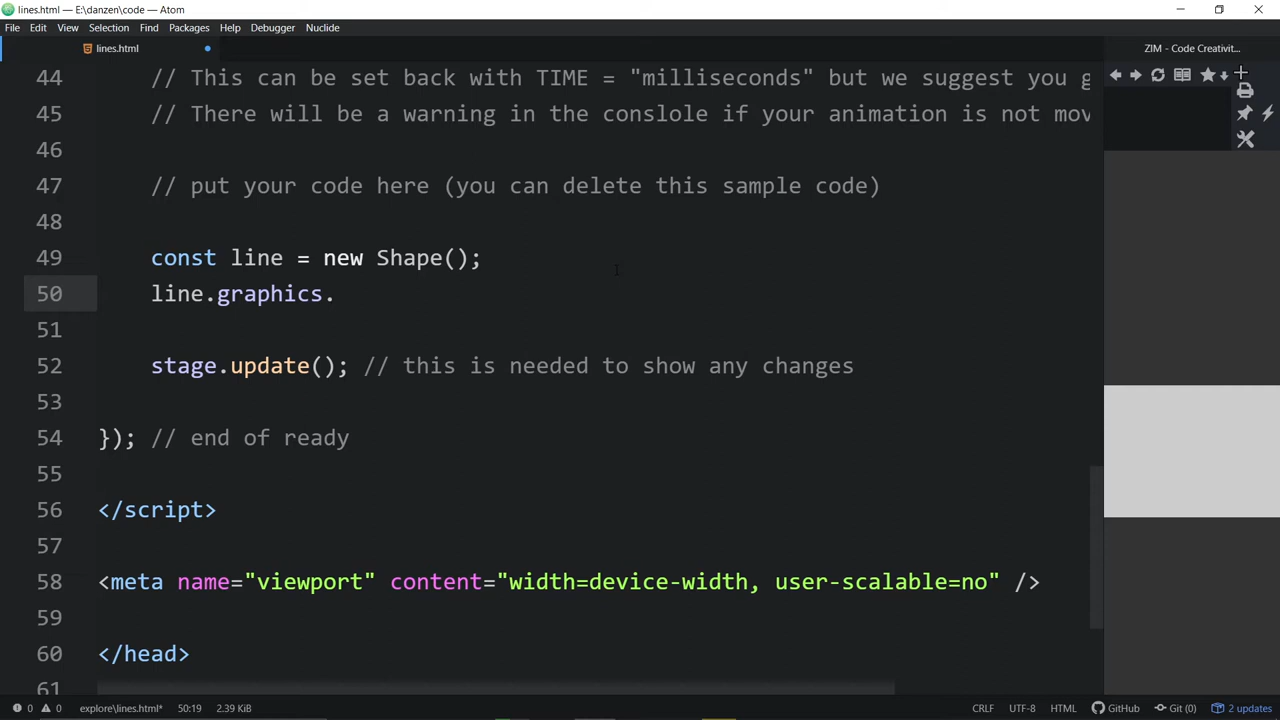 lines.html — E:\danzen\code — Atom
File Edit View Selection Find Packages Help Debugger Nuclide
lines.html
ZIM - Code Creativit...
44 // This can be set back with TIME = "milliseconds" but we suggest you g
45 // There will be a warning in the conslole if your animation is not mov
46
47 // put your code here (you can delete this sample code)
48
49 const line = new Shape();
50 line.graphics.
51
52 stage.update(); // this is needed to show any changes
53
54 }); // end of ready
55
56 </script>
57
58 <meta name="viewport" content="width=device-width, user-scalable=no" />
59
60 </head>
61
0 0 explore\lines.html* 50:19 2.39 KiB CRLF UTF-8 HTML GitHub Git (0) 2 updates